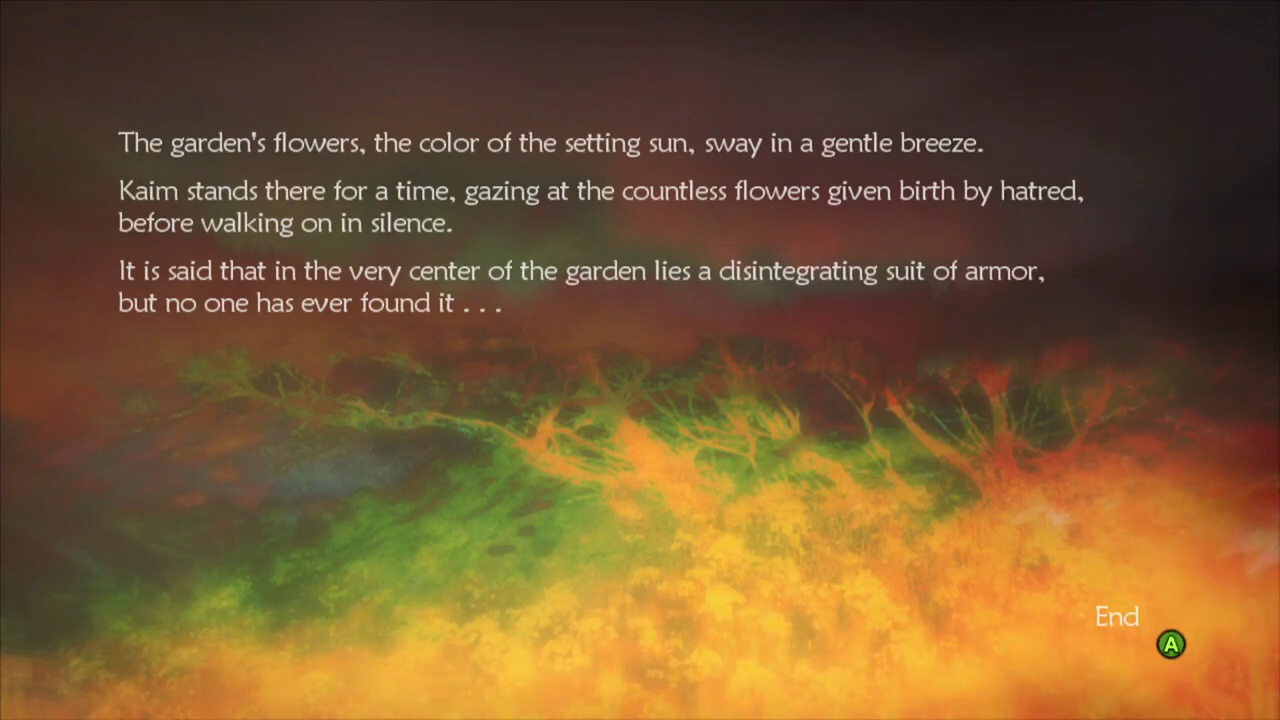 The garden's flowers, the color of the setting sun, sway in a gentle breeze.
Kaim stands there for a time, gazing at the countless flowers given birth by hatred,
before walking on in silence.
It is said that in the very center of the garden lies a disintegrating suit of armor,
but no one has ever found it . . .
End
A